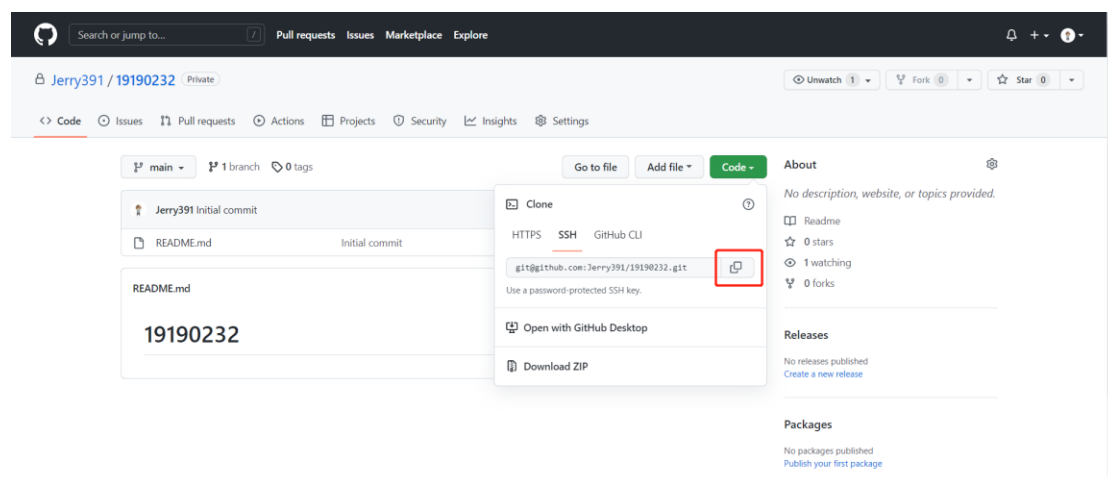 Search or jump to... / Pull requests Issues Marketplace Explore
Jerry391 / 19190232 Private Unwatch 1 Fork 0 Star 0
Code Issues Pull requests Actions Projects Security Insights Settings
main 1 branch 0 tags Go to file Add file Code
Jerry391 Initial commit
README.md Initial commit
README.md
19190232
Clone
HTTPS SSH GitHub CLI
git@github.com:Jerry391/19190232.git
Use a password-protected SSH key.
Open with GitHub Desktop
Download ZIP
About
No description, website, or topics provided.
Readme
0 stars
1 watching
0 forks
Releases
No releases published
Create a new release
Packages
No packages published
Publish your first package